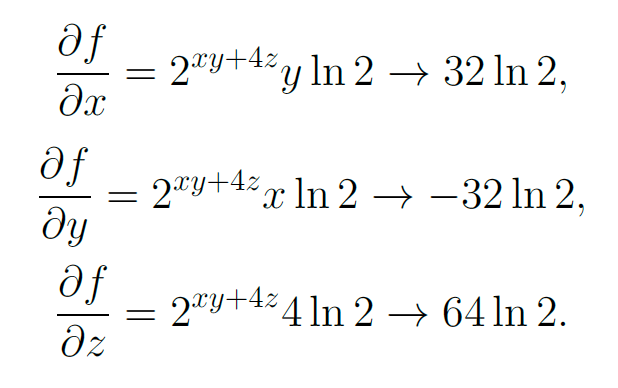 ∂f/∂x = 2^{xy+4z} y ln 2 → 32 ln 2,
∂f/∂y = 2^{xy+4z} x ln 2 → −32 ln 2,
∂f/∂z = 2^{xy+4z} 4 ln 2 → 64 ln 2.